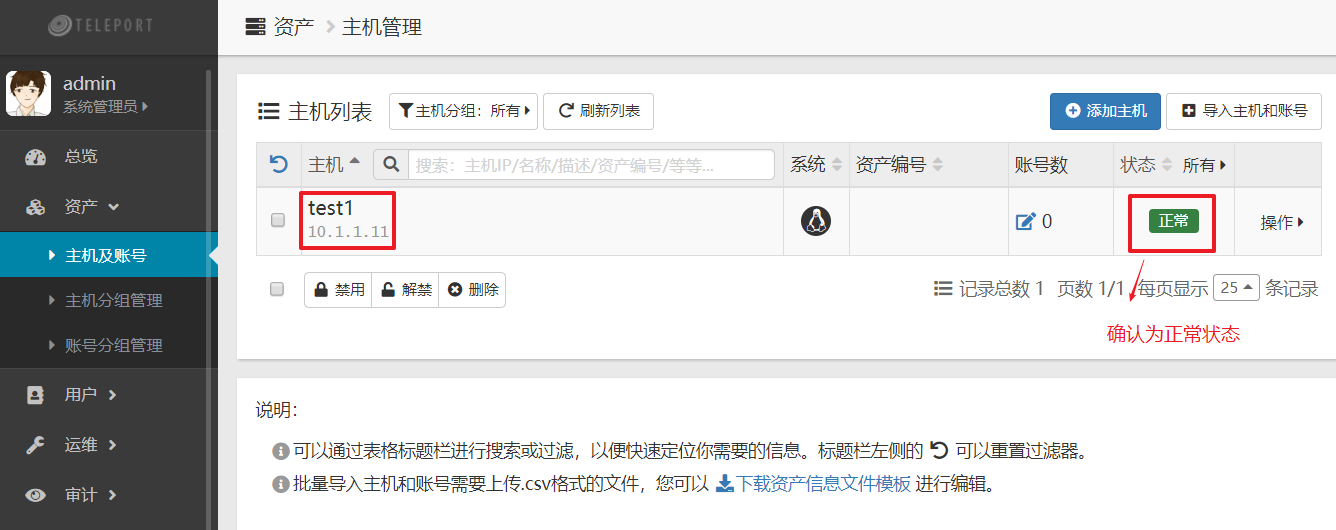 TELEPORT
admin
系统管理员
总览
资产
主机及账号
主机分组管理
账号分组管理
用户
运维
审计
资产 主机管理
主机列表 主机分组：所有 刷新列表 添加主机 导入主机和账号
主机 搜索：主机IP/名称/描述/资产编号/等等... 系统 资产编号 账号数 状态 所有
test1
10.1.1.11
0 正常 操作
禁用 解禁 删除 记录总数 1 页数 1/1 每页显示 25 条记录
确认为正常状态
说明：
可以通过表格标题栏进行搜索或过滤，以便快速定位你需要的信息。标题栏左侧的 可以重置过滤器。
批量导入主机和账号需要上传.csv格式的文件，您可以 下载资产信息文件模板 进行编辑。